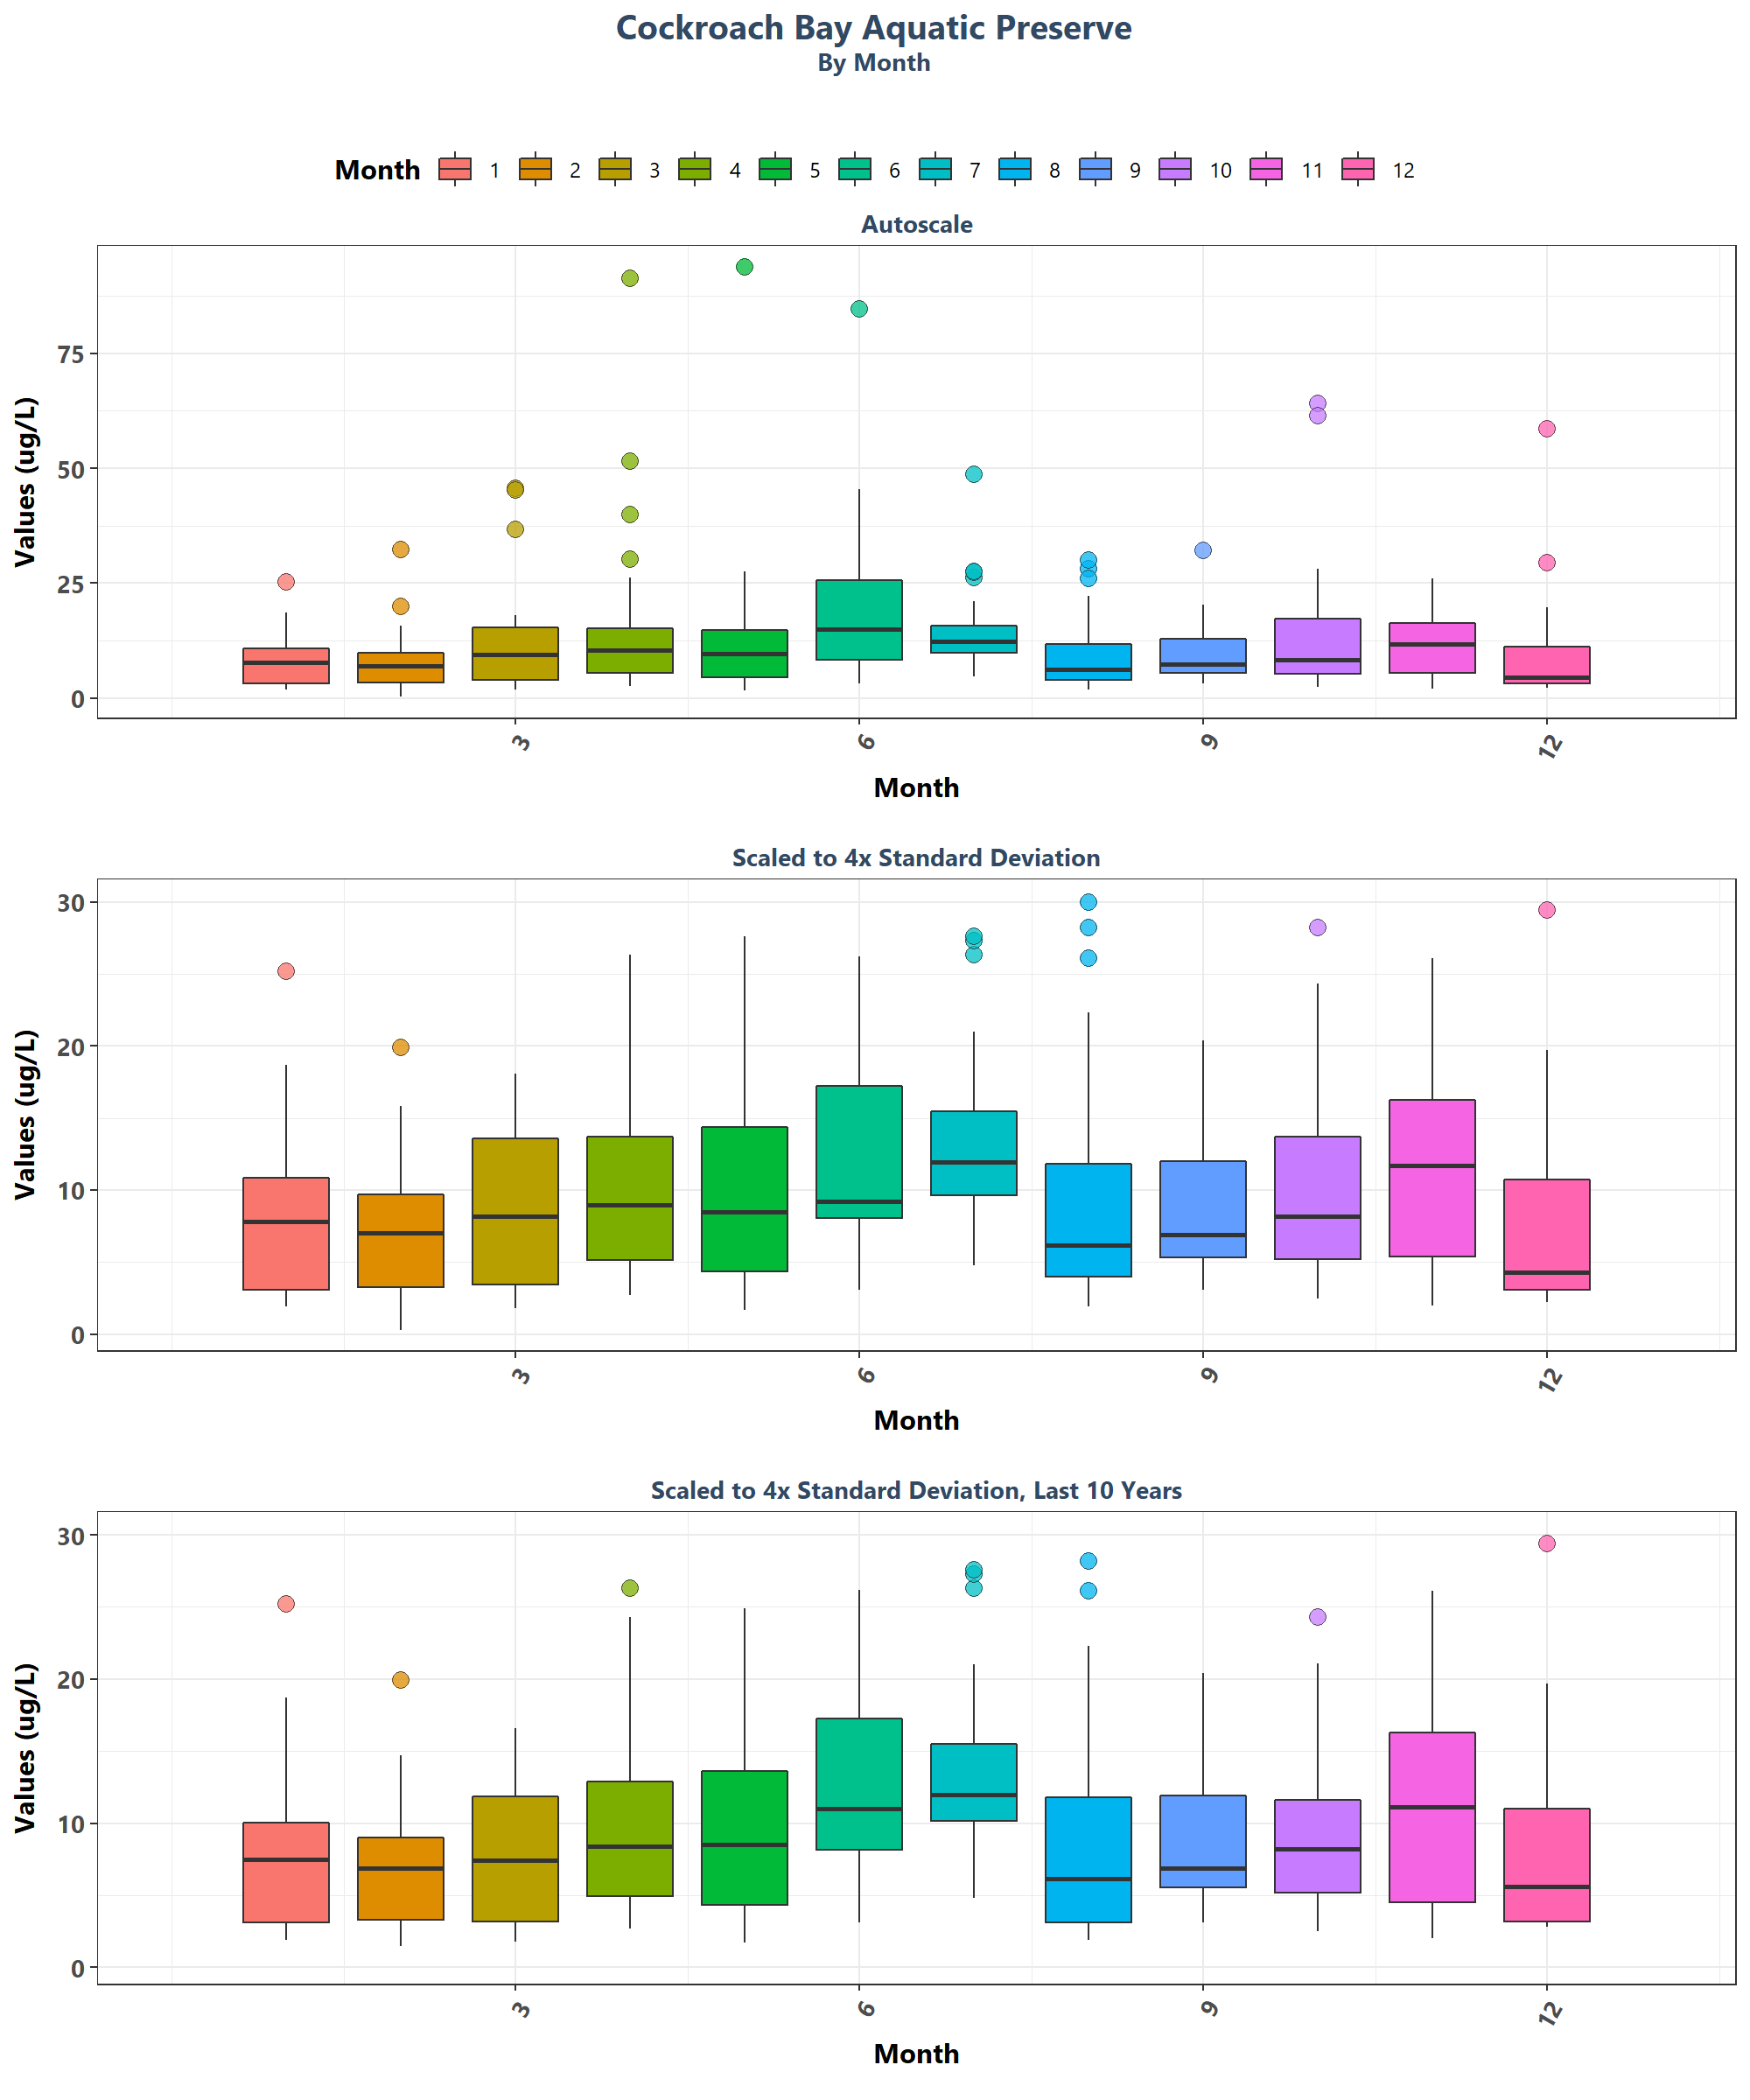 Cockroach Bay Aquatic Preserve
By Month
Month 1 2 3 4 5 6 7 8 9 10 11 12
Autoscale
Values (ug/L)
75
50
25
0
3 6 9 12
Month
Scaled to 4x Standard Deviation
Values (ug/L)
30
20
10
0
3 6 9 12
Month
Scaled to 4x Standard Deviation, Last 10 Years
Values (ug/L)
30
20
10
0
3 6 9 12
Month